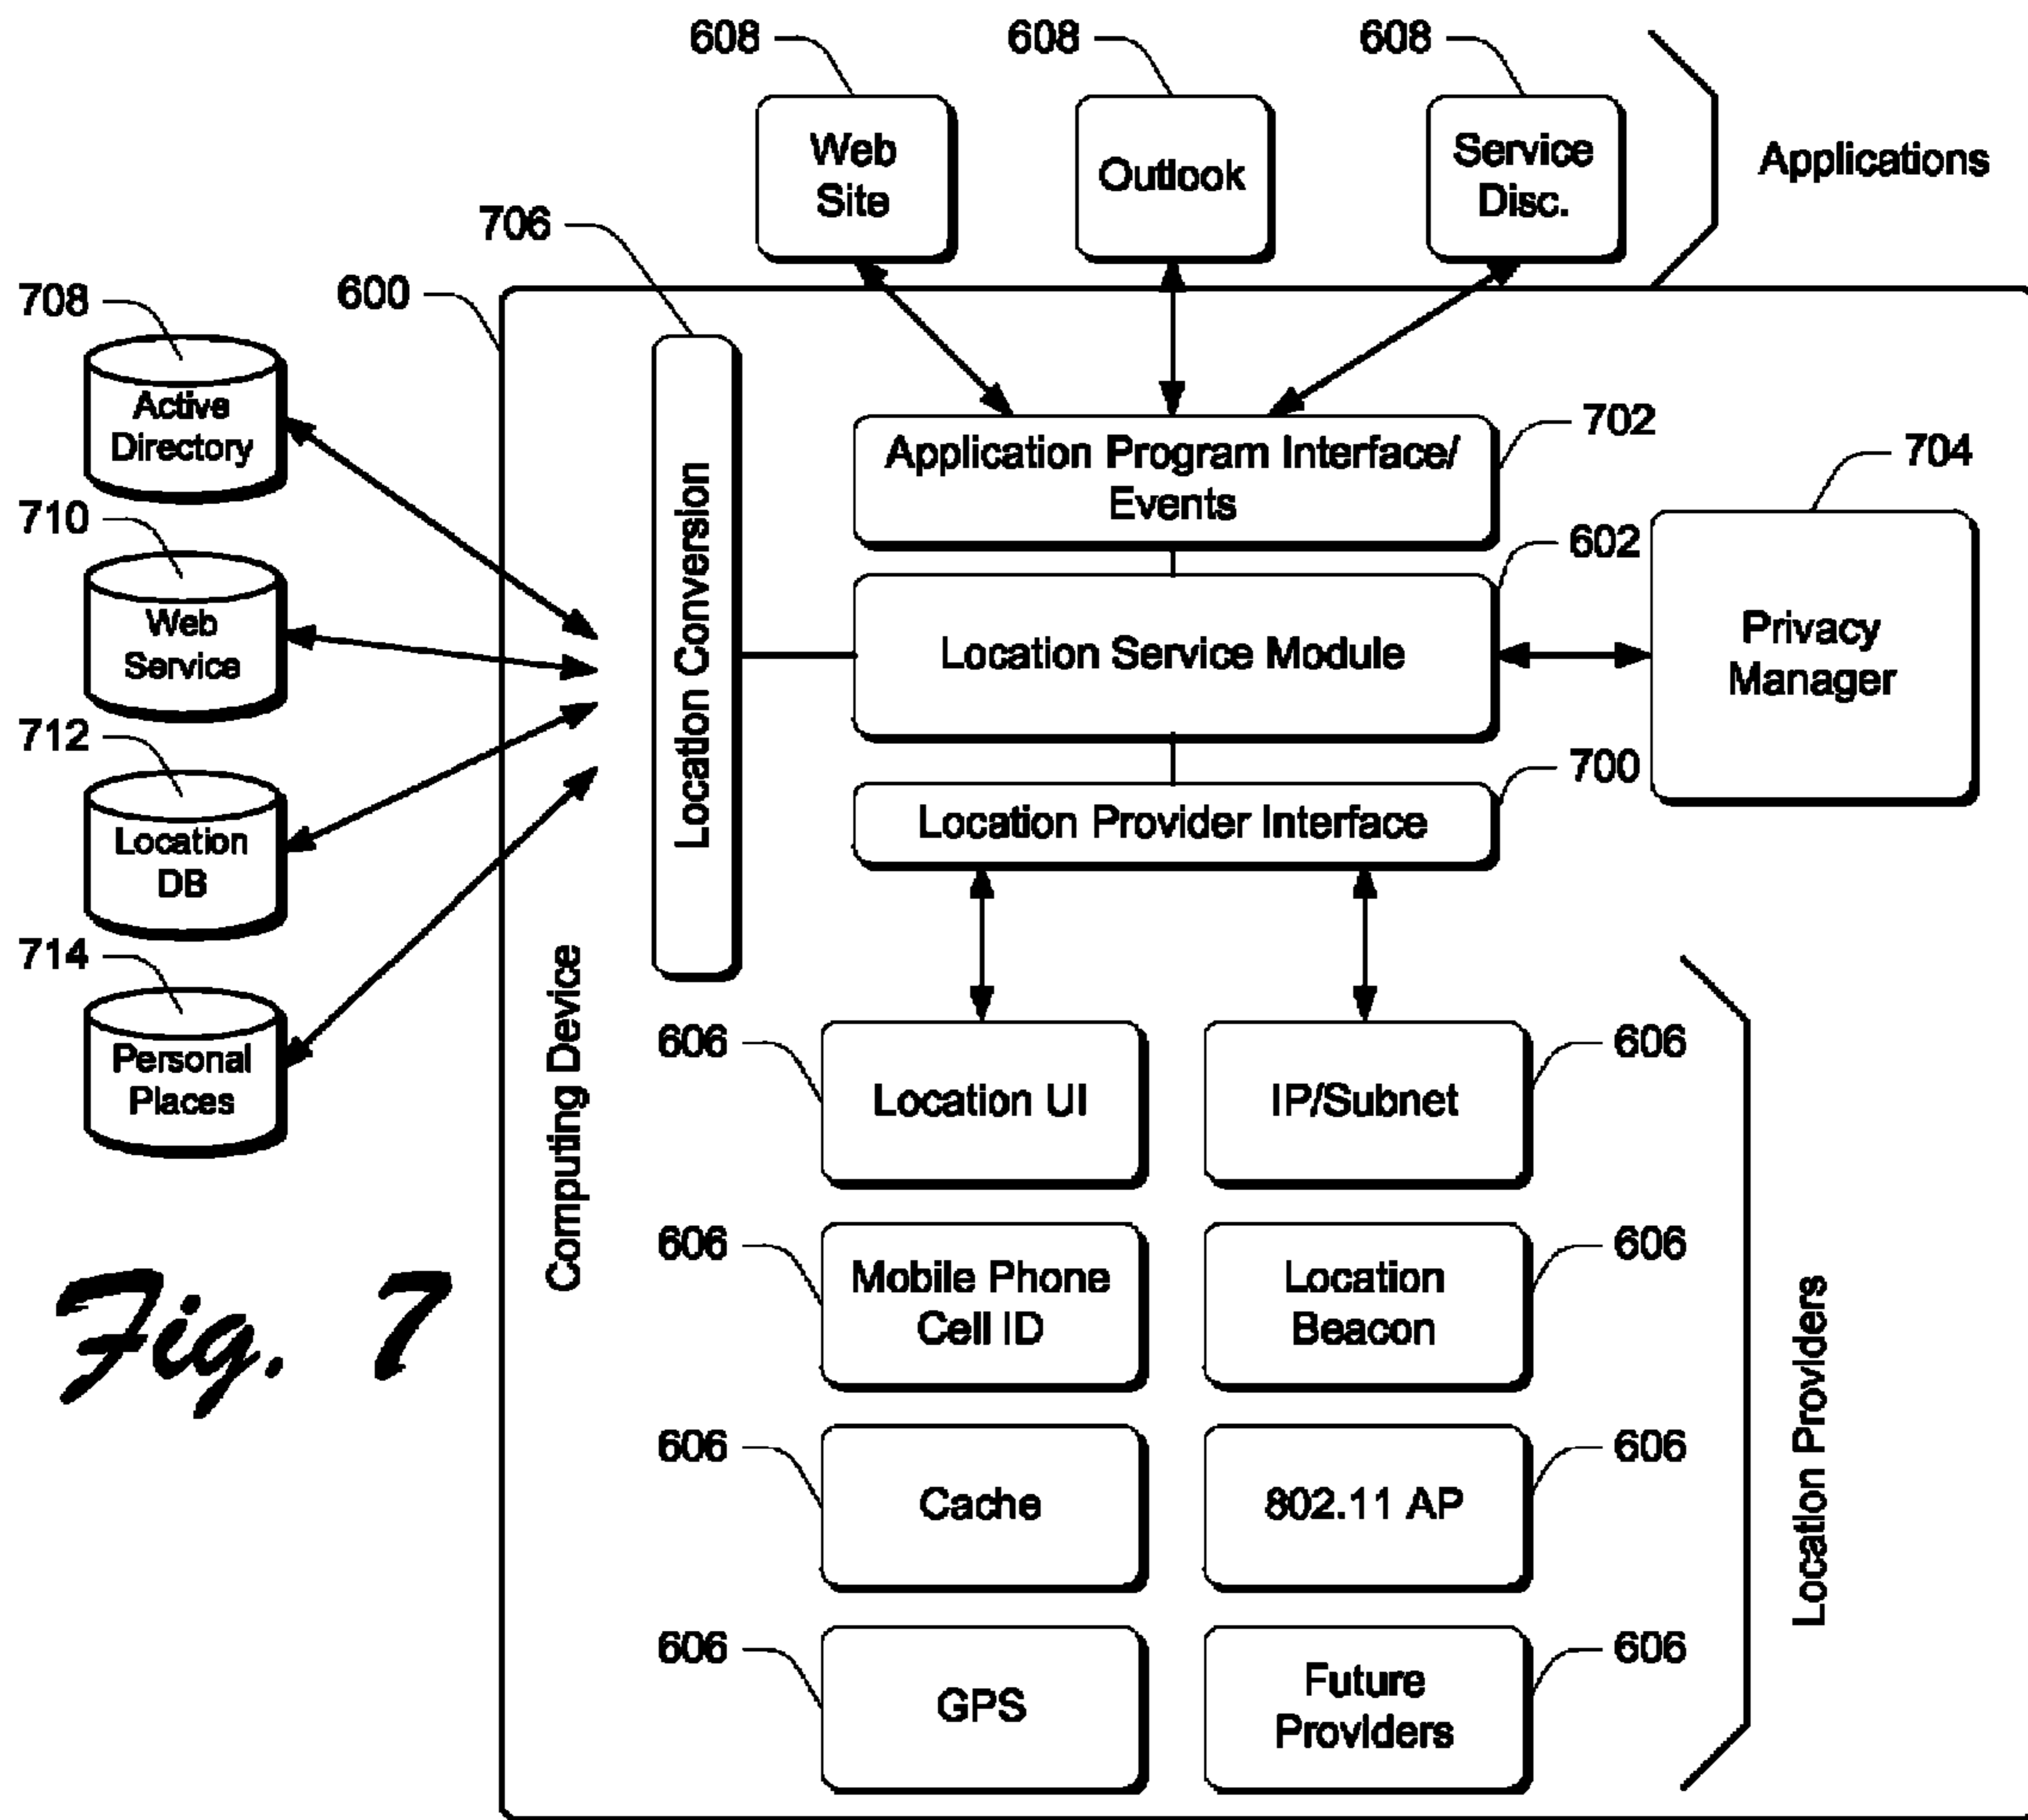 608
608
608
Web
Site
Outlook
Service
Disc.
Applications
706
600
708
Active
Directory
710
Web
Service
712
Location
DB
714
Personal
Places
Location Conversion
Application Program Interface/
Events
702
704
602
Location Service Module
Privacy
Manager
700
Location Provider Interface
Computing Device
606
Location UI
IP/Subnet
606
606
Mobile Phone
Cell ID
Location
Beacon
606
606
Cache
802.11 AP
606
606
GPS
Future
Providers
606
Location Providers
Fig. 7